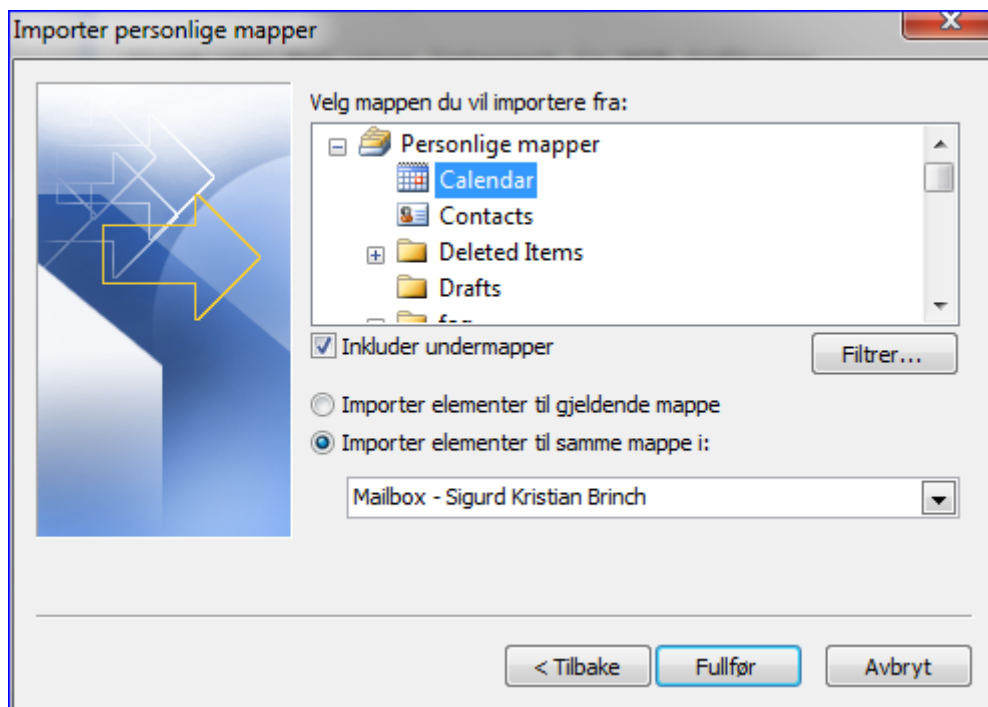 Importer personlige mapper
Velg mappen du vil importere fra:
Personlige mapper
Calendar
Contacts
Deleted Items
Drafts
Inkluder undermapper
Filtrer...
Importer elementer til gjeldende mappe
Importer elementer til samme mappe i:
Mailbox - Sigurd Kristian Brinch
< Tilbake
Fullfør
Avbryt